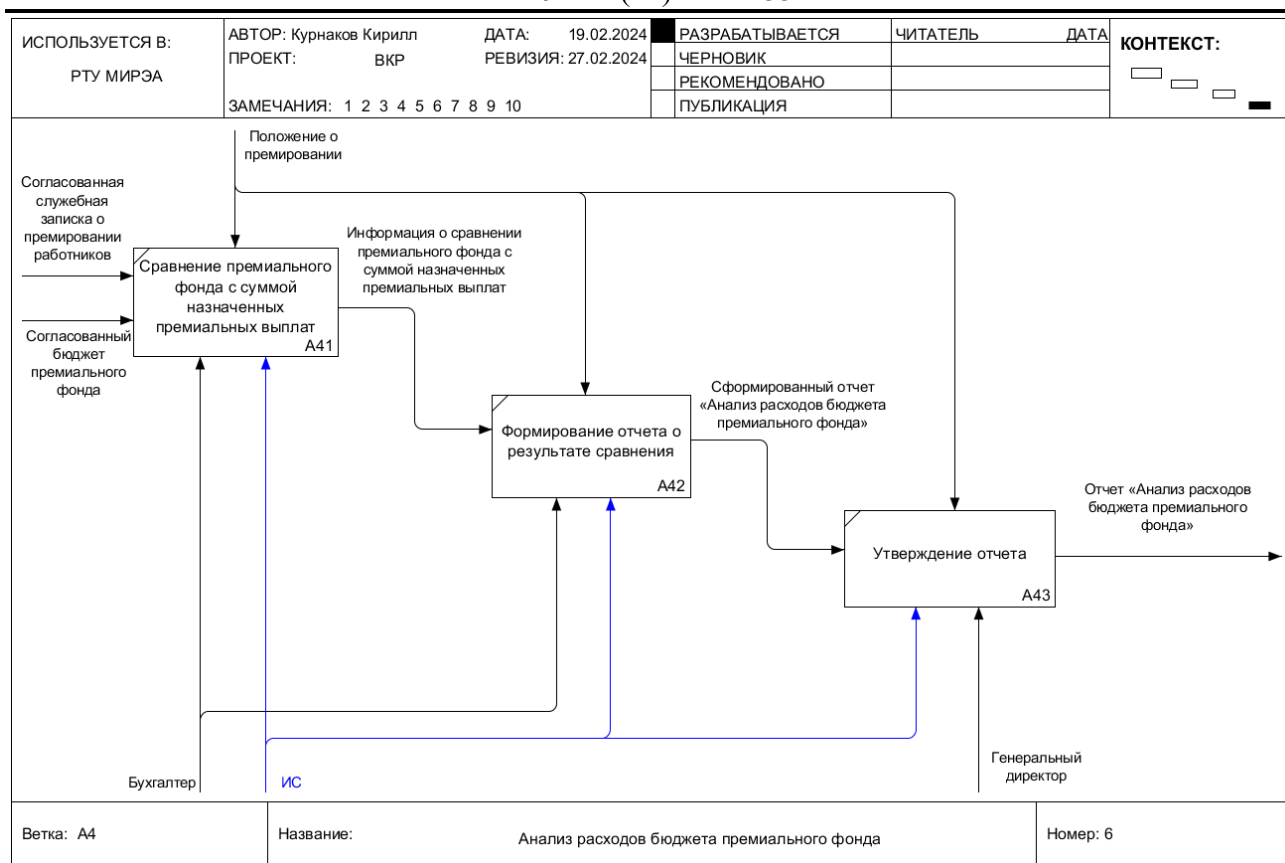 ИСПОЛЬЗУЕТСЯ В:
РТУ МИРЭА
АВТОР: Курнаков Кирилл
ДАТА: 19.02.2024
ПРОЕКТ: ВКР
РЕВИЗИЯ: 27.02.2024
ЗАМЕЧАНИЯ: 1 2 3 4 5 6 7 8 9 10
РАЗРАБАТЫВАЕТСЯ
ЧЕРНОВИК
РЕКОМЕНДОВАНО
ПУБЛИКАЦИЯ
ЧИТАТЕЛЬ ДАТА
КОНТЕКСТ:
Положение о
премировании
Согласованная
служебная
записка о
премировании
работников
Согласованный
бюджет
премиального
фонда
Сравнение премиального
фонда с суммой
назначенных
премиальных выплат
A41
Информация о сравнении
премиального фонда с
суммой назначенных
премиальных выплат
Формирование отчета о
результате сравнения
A42
Сформированный отчет
«Анализ расходов бюджета
премиального фонда»
Утверждение отчета
A43
Отчет «Анализ расходов
бюджета премиального
фонда»
Бухгалтер
ИС
Генеральный
директор
Ветка: A4
Название: Анализ расходов бюджета премиального фонда
Номер: 6